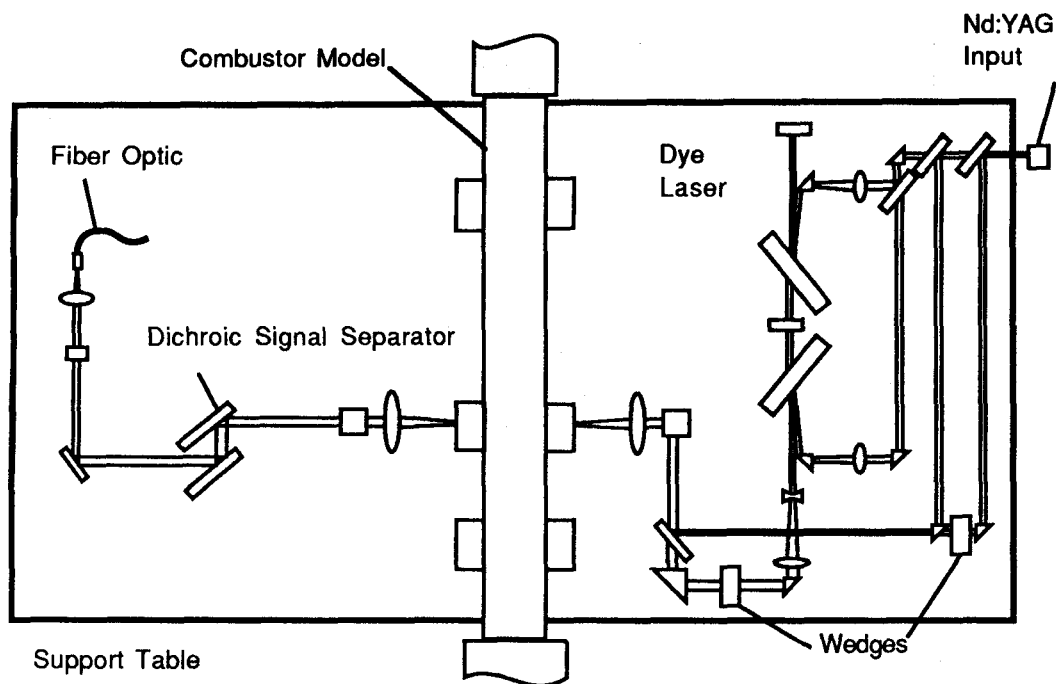 Nd:YAG
Input
Combustor Model
Fiber Optic
Dye
Laser
Dichroic Signal Separator
Wedges
Support Table